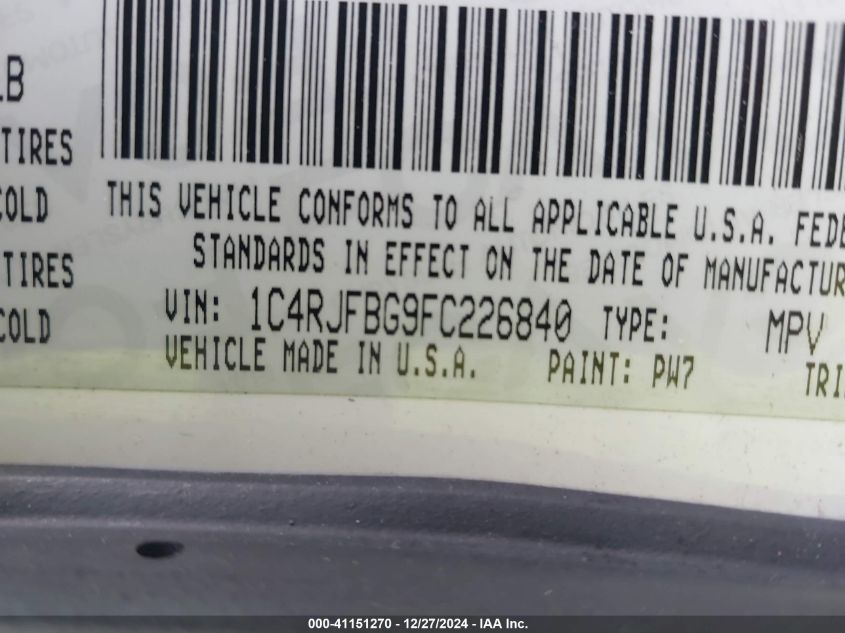 LB
TIRES
COLD
TIRES
COLD
THIS VEHICLE CONFORMS TO ALL APPLICABLE U.S.A. FEDE
STANDARDS IN EFFECT ON THE DATE OF MANUFACTUR
VIN: 1C4RJFBG9FC226840 TYPE: MPV
VEHICLE MADE IN U.S.A. PAINT: PW7 TRI
000-41151270 - 12/27/2024 - IAA Inc.